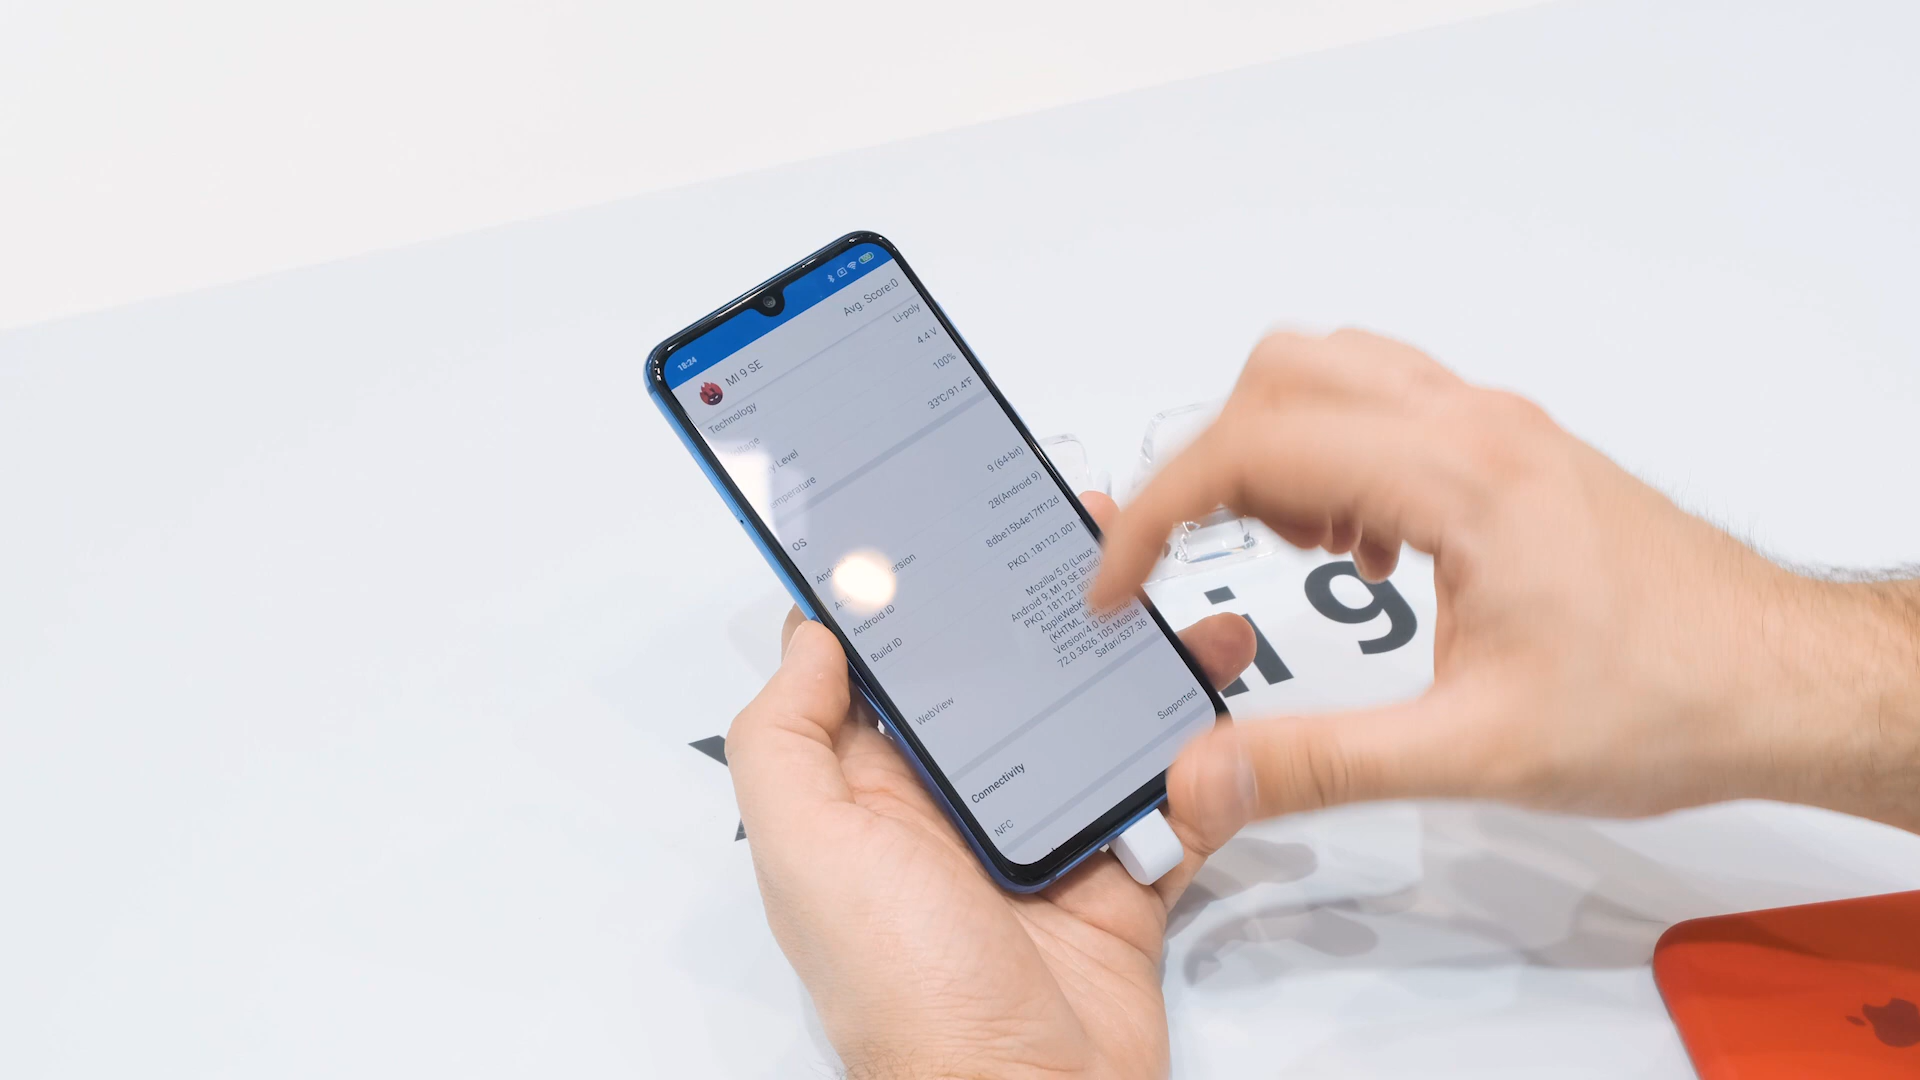 18:24
MI 9 SE Avg. Score:0
Technology Li-poly
4.4 V
Level 100%
33℃/91.4℉
OS
9 (64-bit)
28(Android 9)
Android ID 8dbe15b4e17ff12d
Build ID PKQ1.181121.001
WebView Mozilla/5.0 (Linux;
Android 9; MI 9 SE Build/
PKQ1.181121.001
(KHTML,
Version/4.0 Chrome/
72.0.3626.105 Mobile
Safari/537.36
Connectivity
NFC Supported
i 9